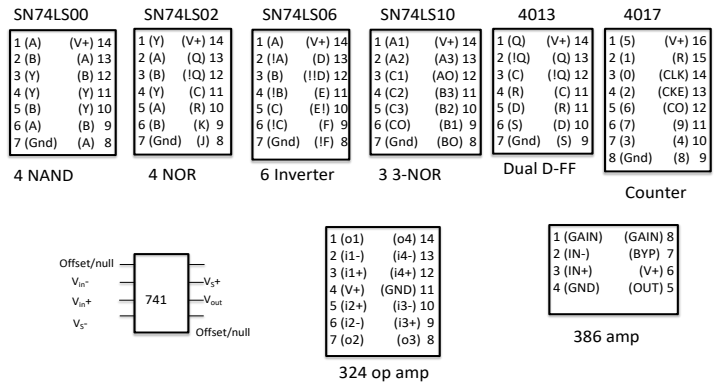 SN74LS00
1 (A) (V+) 14
2 (B) (A) 13
3 (Y) (B) 12
4 (Y) (Y) 11
5 (B) (Y) 10
6 (A) (B) 9
7 (Gnd) (A) 8
4 NAND
SN74LS02
1 (Y) (V+) 14
2 (A) (Q) 13
3 (B) (!Q) 12
4 (Y) (C) 11
5 (A) (R) 10
6 (B) (K) 9
7 (Gnd) (J) 8
4 NOR
SN74LS06
1 (A) (V+) 14
2 (!A) (D) 13
3 (B) (!!D) 12
4 (!B) (E) 11
5 (C) (E!) 10
6 (!C) (F) 9
7 (Gnd) (!F) 8
6 Inverter
SN74LS10
1 (A1) (V+) 14
2 (A2) (A3) 13
3 (C1) (AO) 12
4 (C2) (B3) 11
5 (C3) (B2) 10
6 (CO) (B1) 9
7 (Gnd) (BO) 8
3 3-NOR
4013
1 (Q) (V+) 14
2 (!Q) (Q) 13
3 (C) (!Q) 12
4 (R) (C) 11
5 (D) (R) 11
6 (S) (D) 10
7 (Gnd) (S) 9
Dual D-FF
4017
1 (5) (V+) 16
2 (1) (R) 15
3 (0) (CLK) 14
4 (2) (CKE) 13
5 (6) (CO) 12
6 (7) (9) 11
7 (3) (4) 10
8 (Gnd) (8) 9
Counter
Offset/null
Vin-
Vin+
VS-
741
VS+
Vout
Offset/null
1 (o1) (o4) 14
2 (i1-) (i4-) 13
3 (i1+) (i4+) 12
4 (V+) (GND) 11
5 (i2+) (i3-) 10
6 (i2-) (i3+) 9
7 (o2) (o3) 8
324 op amp
1 (GAIN) (GAIN) 8
2 (IN-) (BYP) 7
3 (IN+) (V+) 6
4 (GND) (OUT) 5
386 amp